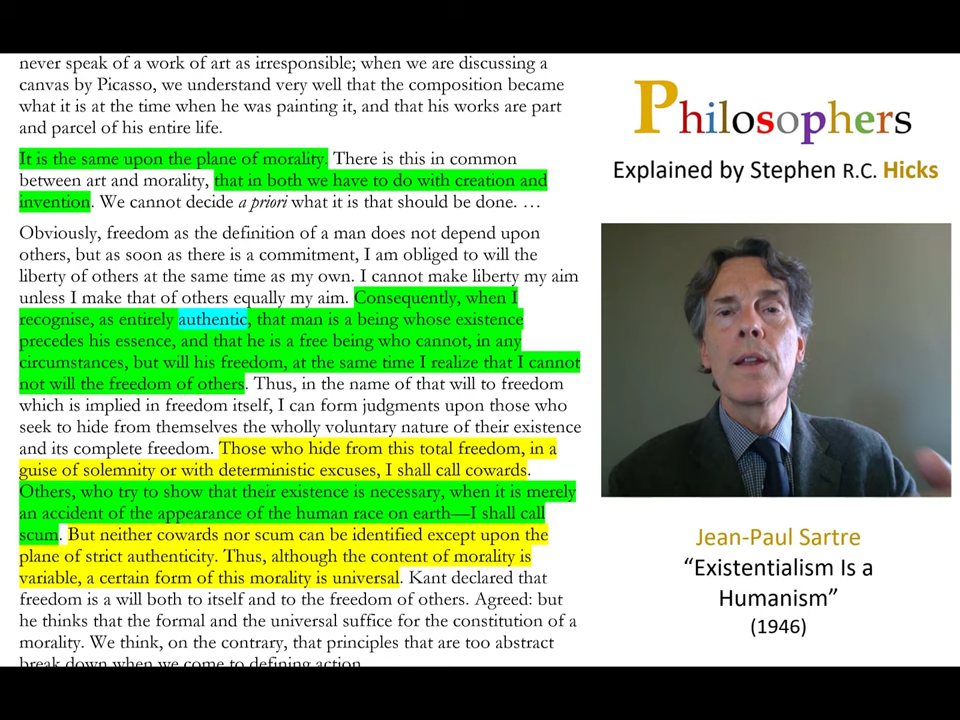 never speak of a work of art as irresponsible; when we are discussing a
canvas by Picasso, we understand very well that the composition became
what it is at the time when he was painting it, and that his works are part
and parcel of his entire life.
It is the same upon the plane of morality. There is this in common
between art and morality, that in both we have to do with creation and
invention. We cannot decide a priori what it is that should be done. …
Obviously, freedom as the definition of a man does not depend upon
others, but as soon as there is a commitment, I am obliged to will the
liberty of others at the same time as my own. I cannot make liberty my aim
unless I make that of others equally my aim. Consequently, when I
recognise, as entirely authentic, that man is a being whose existence
precedes his essence, and that he is a free being who cannot, in any
circumstances, but will his freedom, at the same time I realize that I cannot
not will the freedom of others. Thus, in the name of that will to freedom
which is implied in freedom itself, I can form judgments upon those who
seek to hide from themselves the wholly voluntary nature of their existence
and its complete freedom. Those who hide from this total freedom, in a
guise of solemnity or with deterministic excuses, I shall call cowards.
Others, who try to show that their existence is necessary, when it is merely
an accident of the appearance of the human race on earth—I shall call
scum. But neither cowards nor scum can be identified except upon the
plane of strict authenticity. Thus, although the content of morality is
variable, a certain form of this morality is universal. Kant declared that
freedom is a will both to itself and to the freedom of others. Agreed: but
he thinks that the formal and the universal suffice for the constitution of a
morality. We think, on the contrary, that principles that are too abstract
break down when we come to defining action.
Philosophers
Explained by Stephen R.C. Hicks
Jean-Paul Sartre
“Existentialism Is a
Humanism”
(1946)